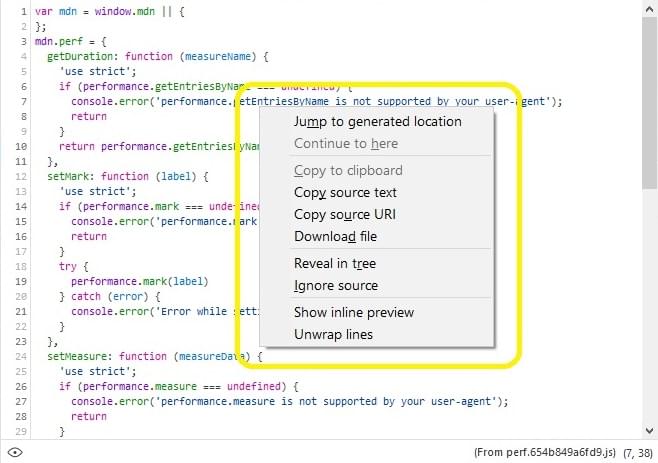 1 var mdn = window.mdn || {
2 };
3 mdn.perf = {
4 getDuration: function (measureName) {
5 'use strict';
6 if (performance.getEntriesByName === undefined) {
7 console.error('performance.getEntriesByName is not supported by your user-agent');
8 return
9 }
10 return performance.getEntriesByNam
11 },
12 setMark: function (label) {
13 'use strict';
14 if (performance.mark === undefined
15 console.error('performance.mark
16 return
17 }
18 try {
19 performance.mark(label)
20 } catch (error) {
21 console.error('Error while setti
22 }
23 },
24 setMeasure: function (measureData) {
25 'use strict';
26 if (performance.measure === undefined) {
27 console.error('performance.measure is not supported by your user-agent');
28 return
29 }
Jump to generated location
Continue to here
Copy to clipboard
Copy source text
Copy source URI
Download file
Reveal in tree
Ignore source
Show inline preview
Unwrap lines
(From perf.654b849a6fd9.js) (7, 38)